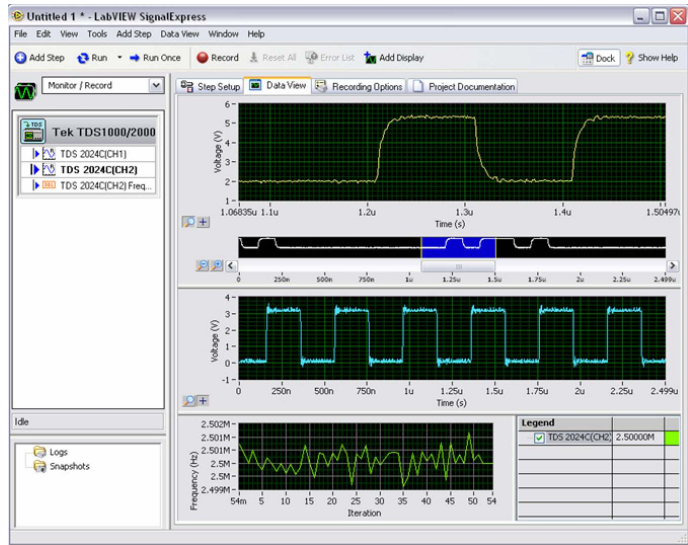 Untitled 1 * - LabVIEW SignalExpress
File Edit View Tools Add Step Data View Window Help
Add Step Run Run Once Record Reset All Error List Add Display Dock Show Help
Monitor / Record
Step Setup Data View Recording Options Project Documentation
Tek TDS1000/2000
TDS 2024C(CH1)
TDS 2024C(CH2)
TDS 2024C(CH2) Freq...
6
5
4
3
2
1
Voltage (V)
1.06835u 1.1u 1.2u 1.3u 1.4u 1.50497u
Time (s)
0 250n 500n 750n 1u 1.25u 1.5u 1.75u 2u 2.25u 2.499u
4
3
2
1
0
-1
Voltage (V)
0 250n 500n 750n 1u 1.25u 1.5u 1.75u 2u 2.25u 2.499u
Time (s)
Idle
Logs
Snapshots
2.502M
2.501M
2.501M
2.5M
2.5M
2.499M
Frequency (Hz)
54m 5 10 15 20 25 30 35 40 45 50 54
Iteration
Legend
TDS 2024C(CH2) 2.50000M